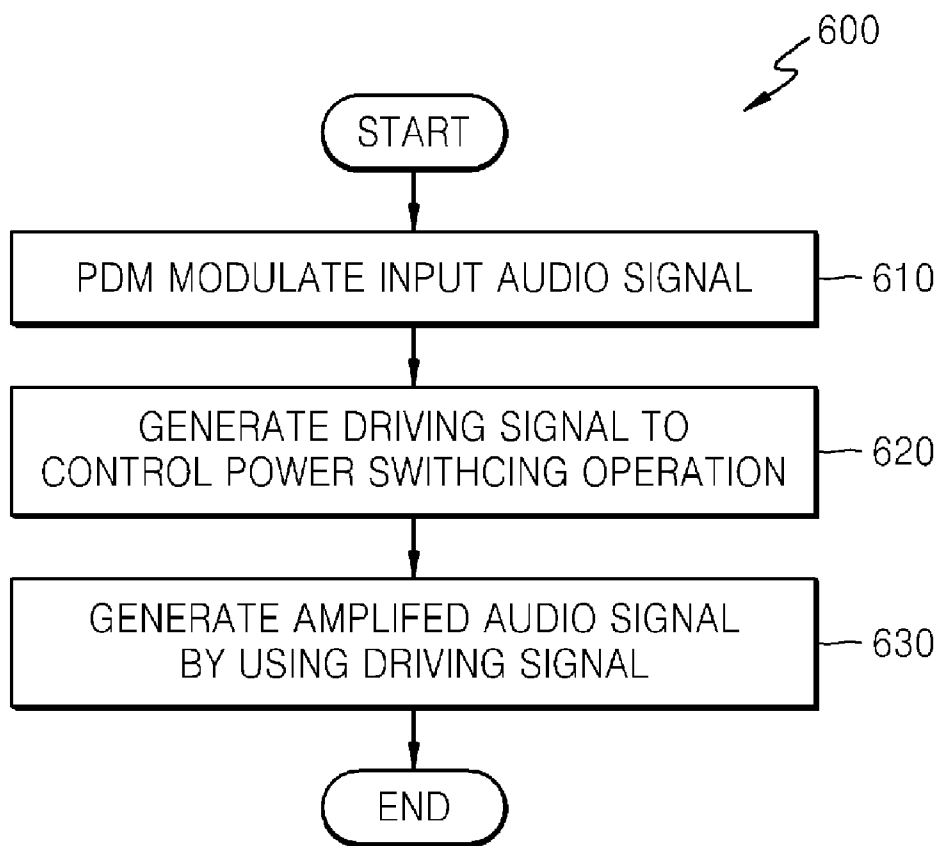 600
START
PDM MODULATE INPUT AUDIO SIGNAL
610
GENERATE DRIVING SIGNAL TO
CONTROL POWER SWITHCING OPERATION
620
GENERATE AMPLIFED AUDIO SIGNAL
BY USING DRIVING SIGNAL
630
END